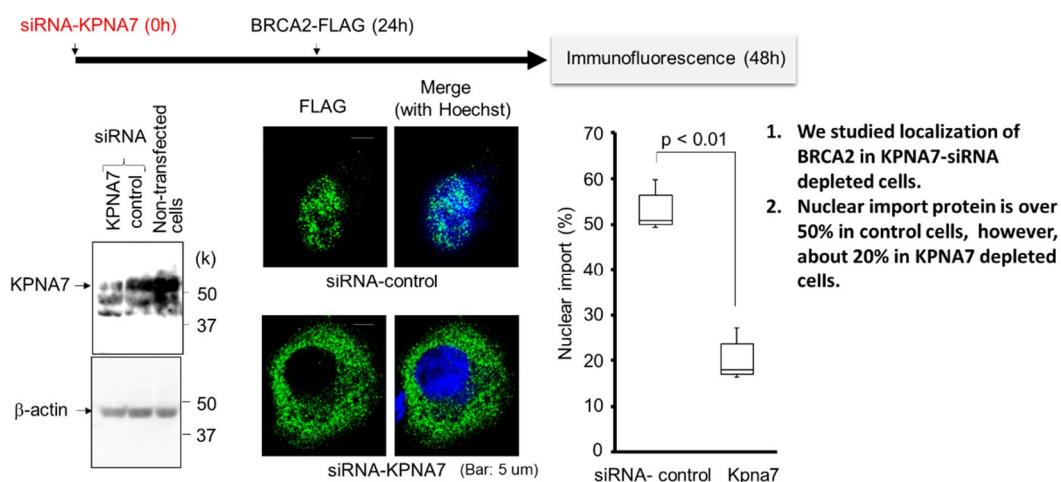 siRNA-KPNA7 (0h)
BRCA2-FLAG (24h)
Immunofluorescence (48h)
siRNA
KPNA7
control
Non-transfected
cells
(k)
KPNA7
50
37
β-actin
50
37
FLAG
Merge
(with Hoechst)
siRNA-control
siRNA-KPNA7
(Bar: 5 um)
Nuclear import (%)
70
60
50
40
30
20
10
0
p < 0.01
siRNA- control
Kpna7
1. We studied localization of
BRCA2 in KPNA7-siRNA
depleted cells.
2. Nuclear import protein is over
50% in control cells, however,
about 20% in KPNA7 depleted
cells.